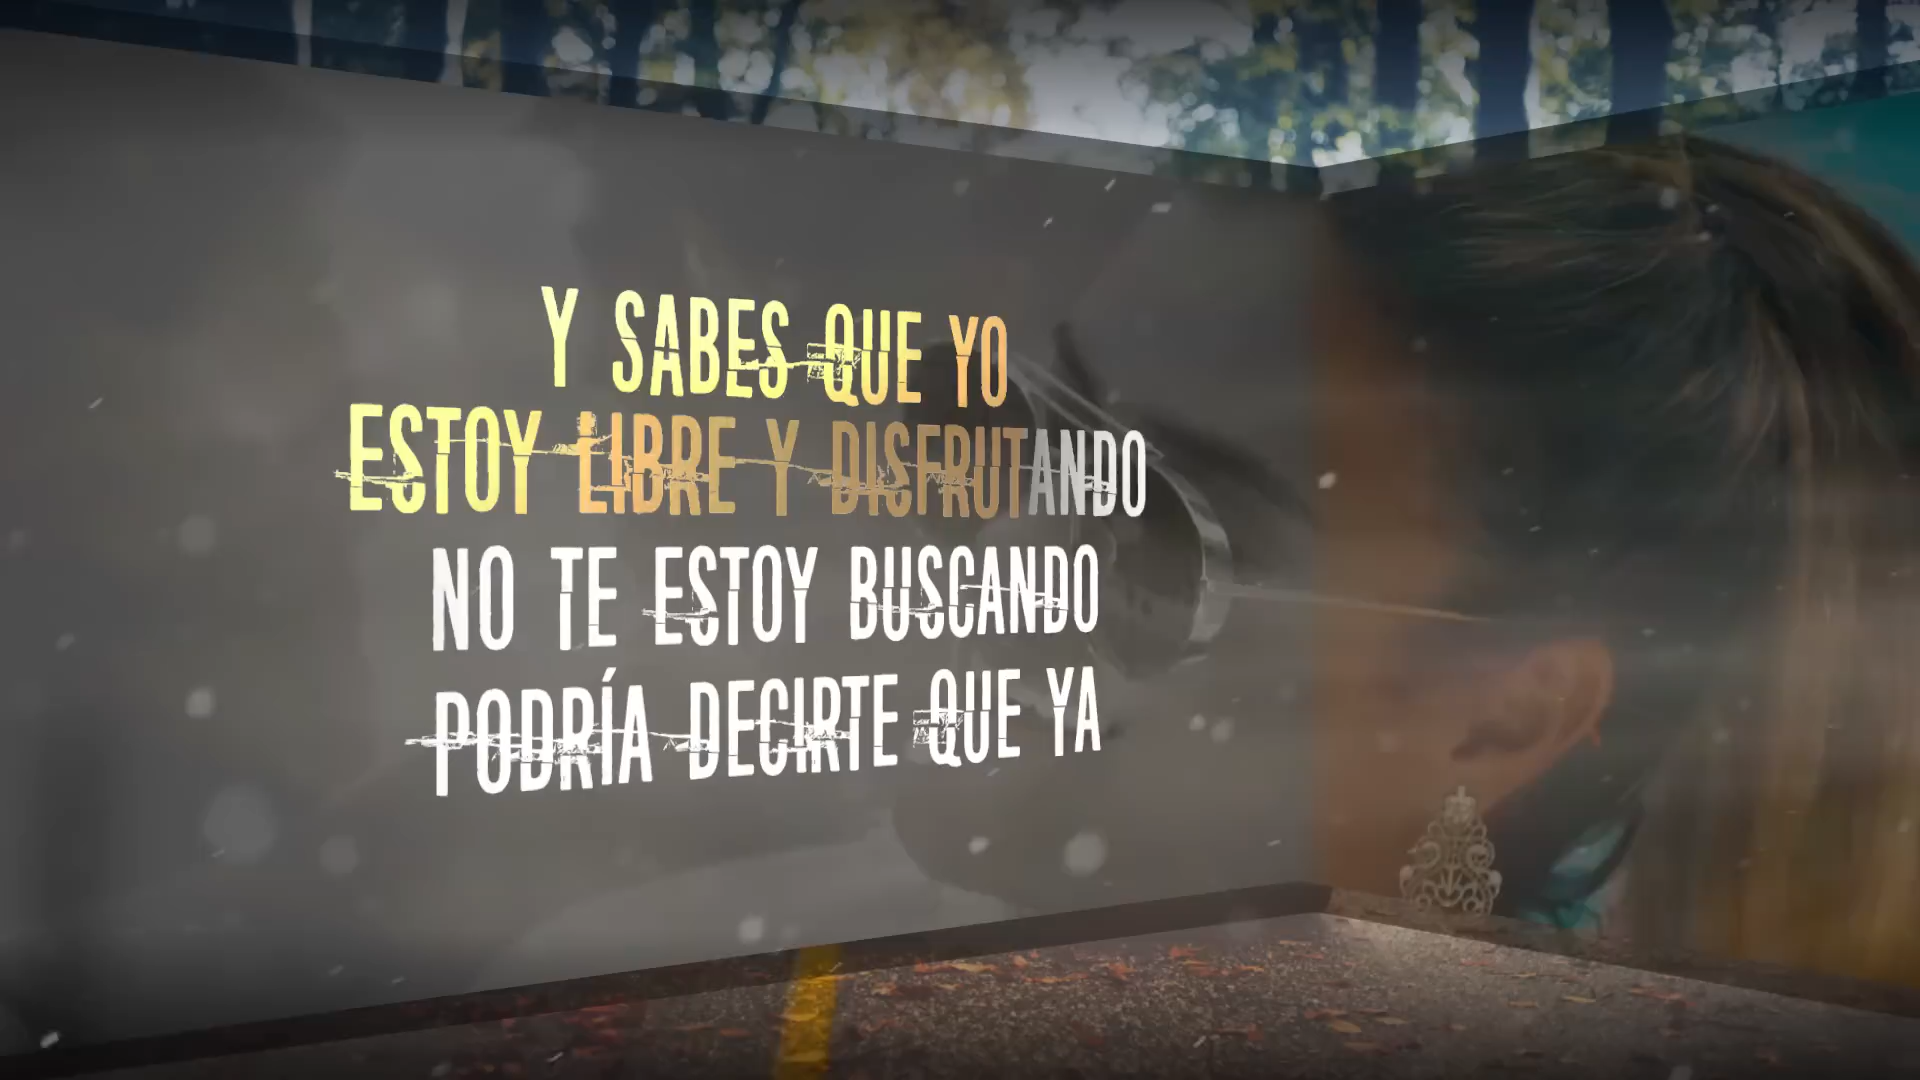 Y SABES QUE YO
ESTOY LIBRE Y DISFRUTANDO
NO TE ESTOY BUSCANDO
PODRÍA DECIRTE QUE YA